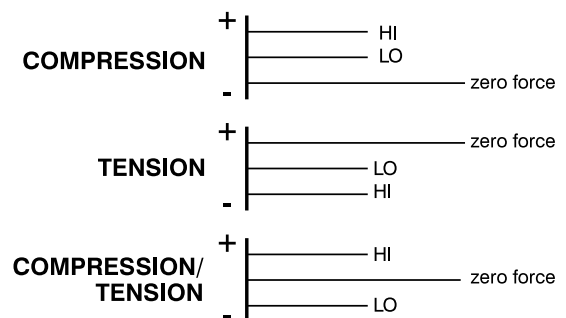 +
HI
LO
COMPRESSION
zero force
-
+
zero force
TENSION
LO
HI
-
+
HI
COMPRESSION/
TENSION
zero force
LO
-